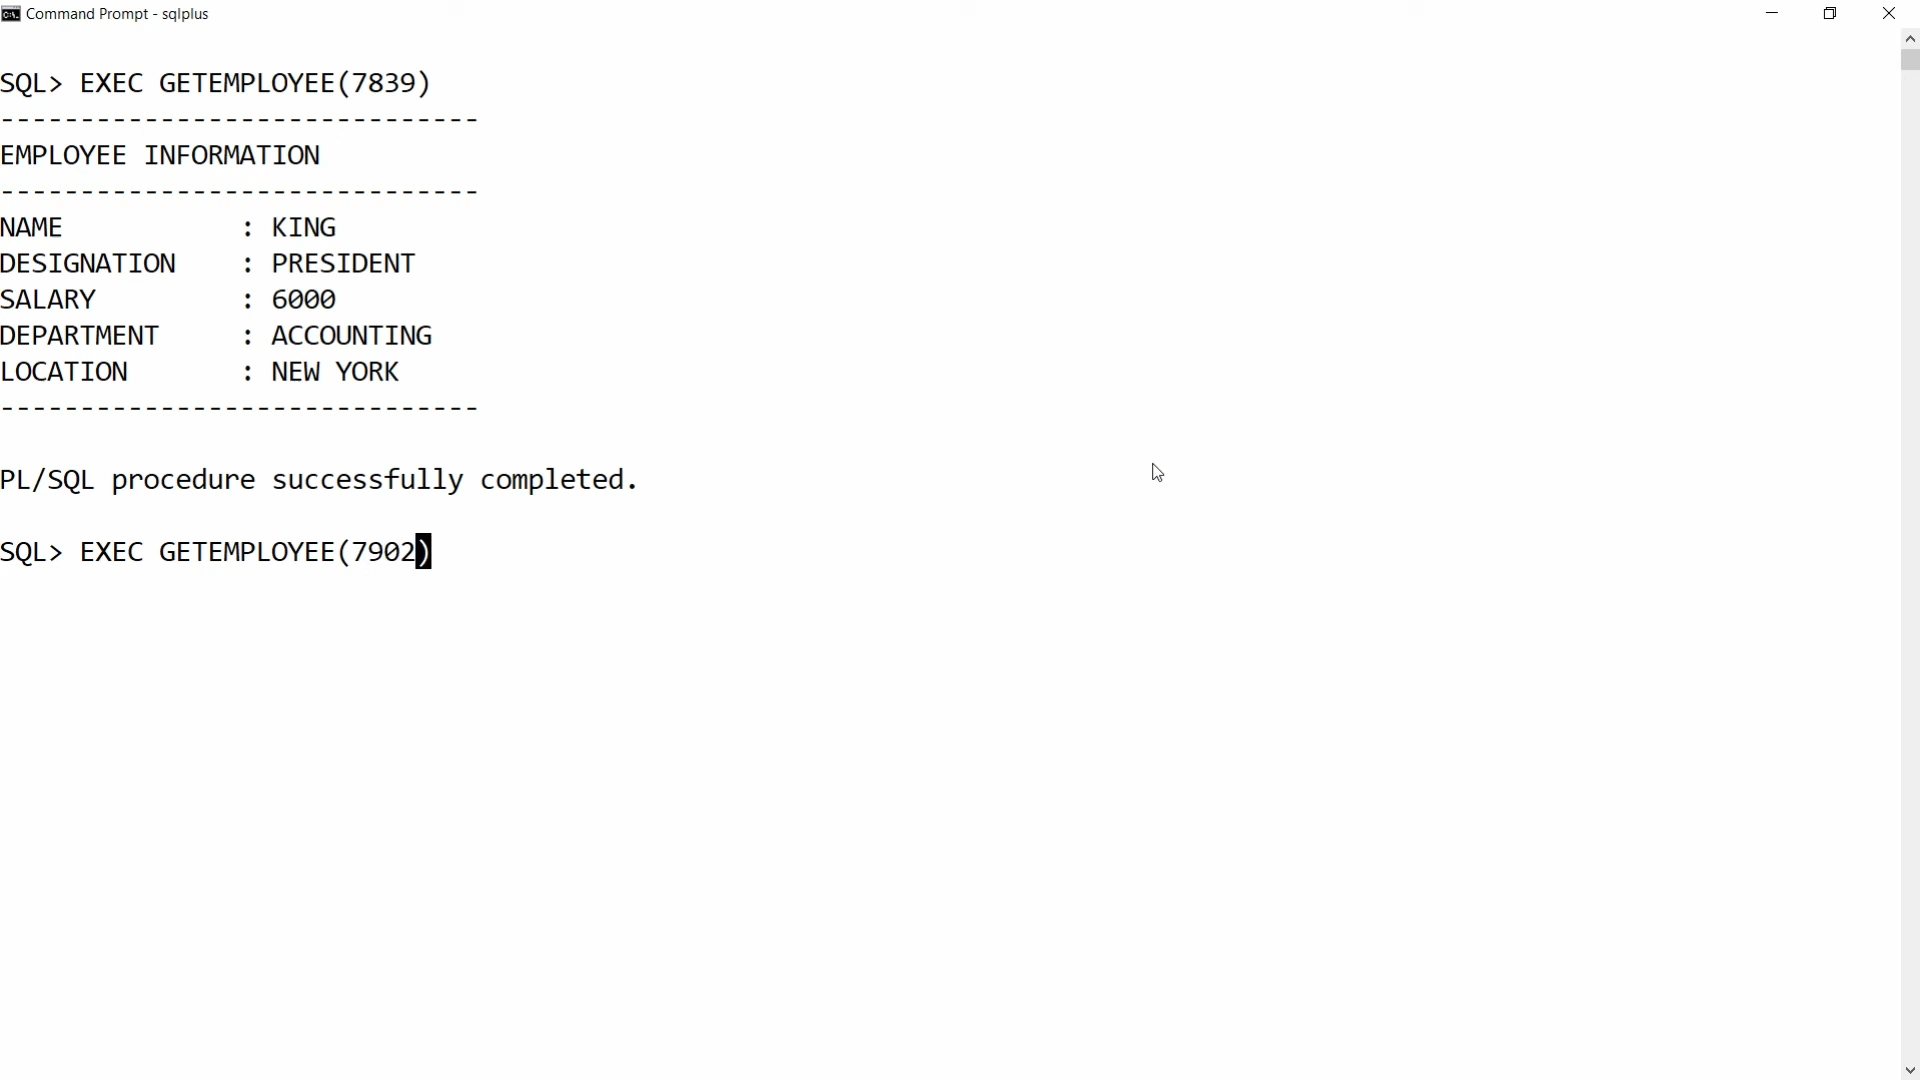 Command Prompt - sqlplus
SQL> EXEC GETEMPLOYEE(7839)
------------------------------
EMPLOYEE INFORMATION
------------------------------
NAME : KING
DESIGNATION : PRESIDENT
SALARY : 6000
DEPARTMENT : ACCOUNTING
LOCATION : NEW YORK
------------------------------
PL/SQL procedure successfully completed.
SQL> EXEC GETEMPLOYEE(7902)